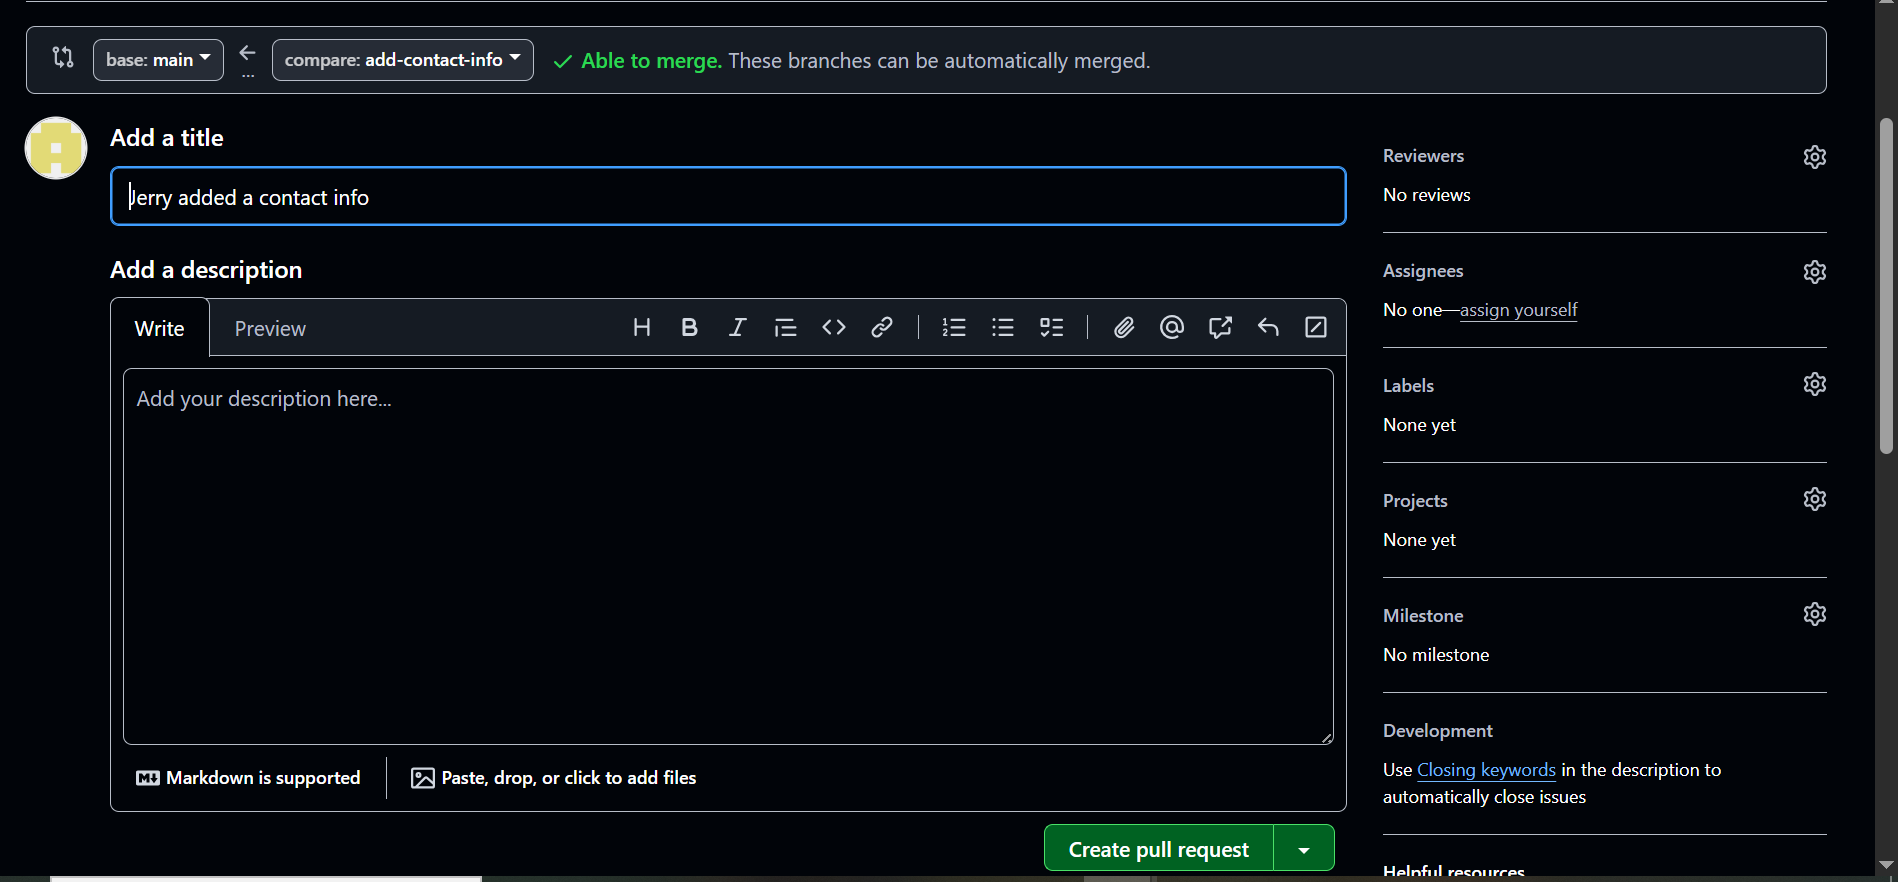 base: main
compare: add-contact-info
Able to merge. These branches can be automatically merged.
Add a title
Jerry added a contact info
Add a description
Write
Preview
Add your description here...
Markdown is supported
Paste, drop, or click to add files
Create pull request
Reviewers
No reviews
Assignees
No one—assign yourself
Labels
None yet
Projects
None yet
Milestone
No milestone
Development
Use Closing keywords in the description to
automatically close issues
Helpful resources